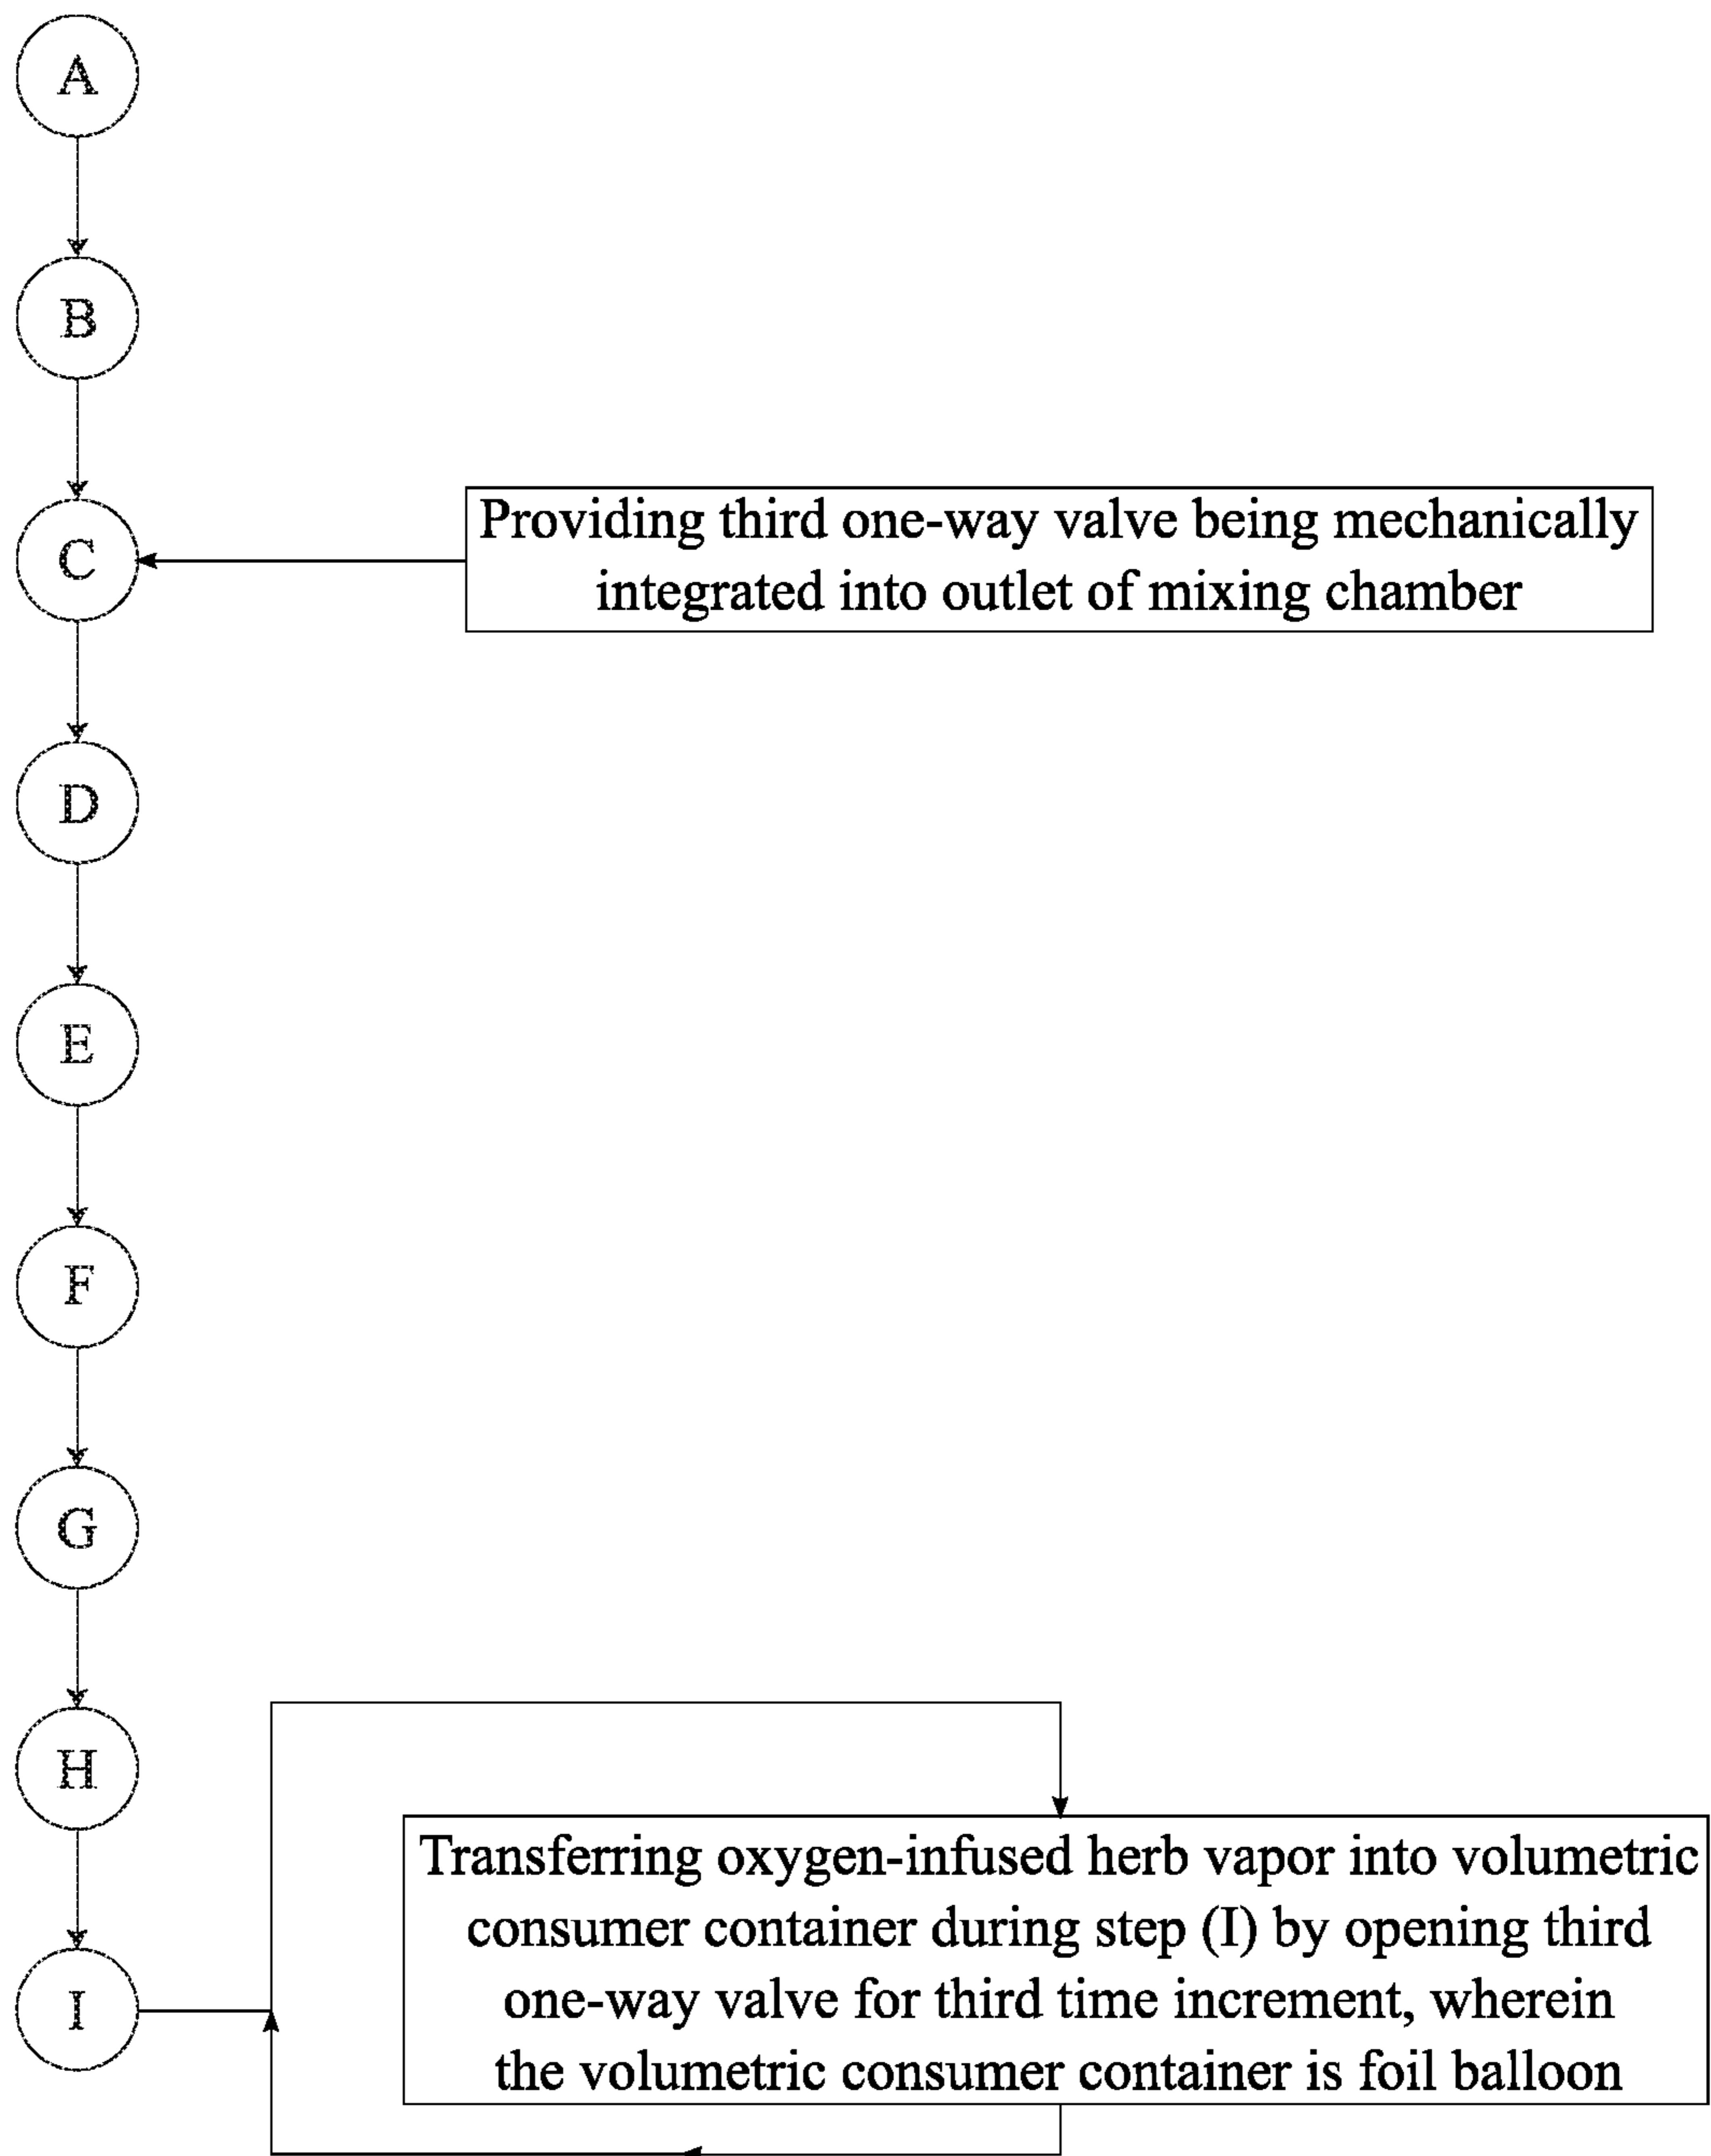 A
B
C
Providing third one-way valve being mechanically
integrated into outlet of mixing chamber
D
E
F
G
H
I
Transferring oxygen-infused herb vapor into volumetric
consumer container during step (I) by opening third
one-way valve for third time increment, wherein
the volumetric consumer container is foil balloon